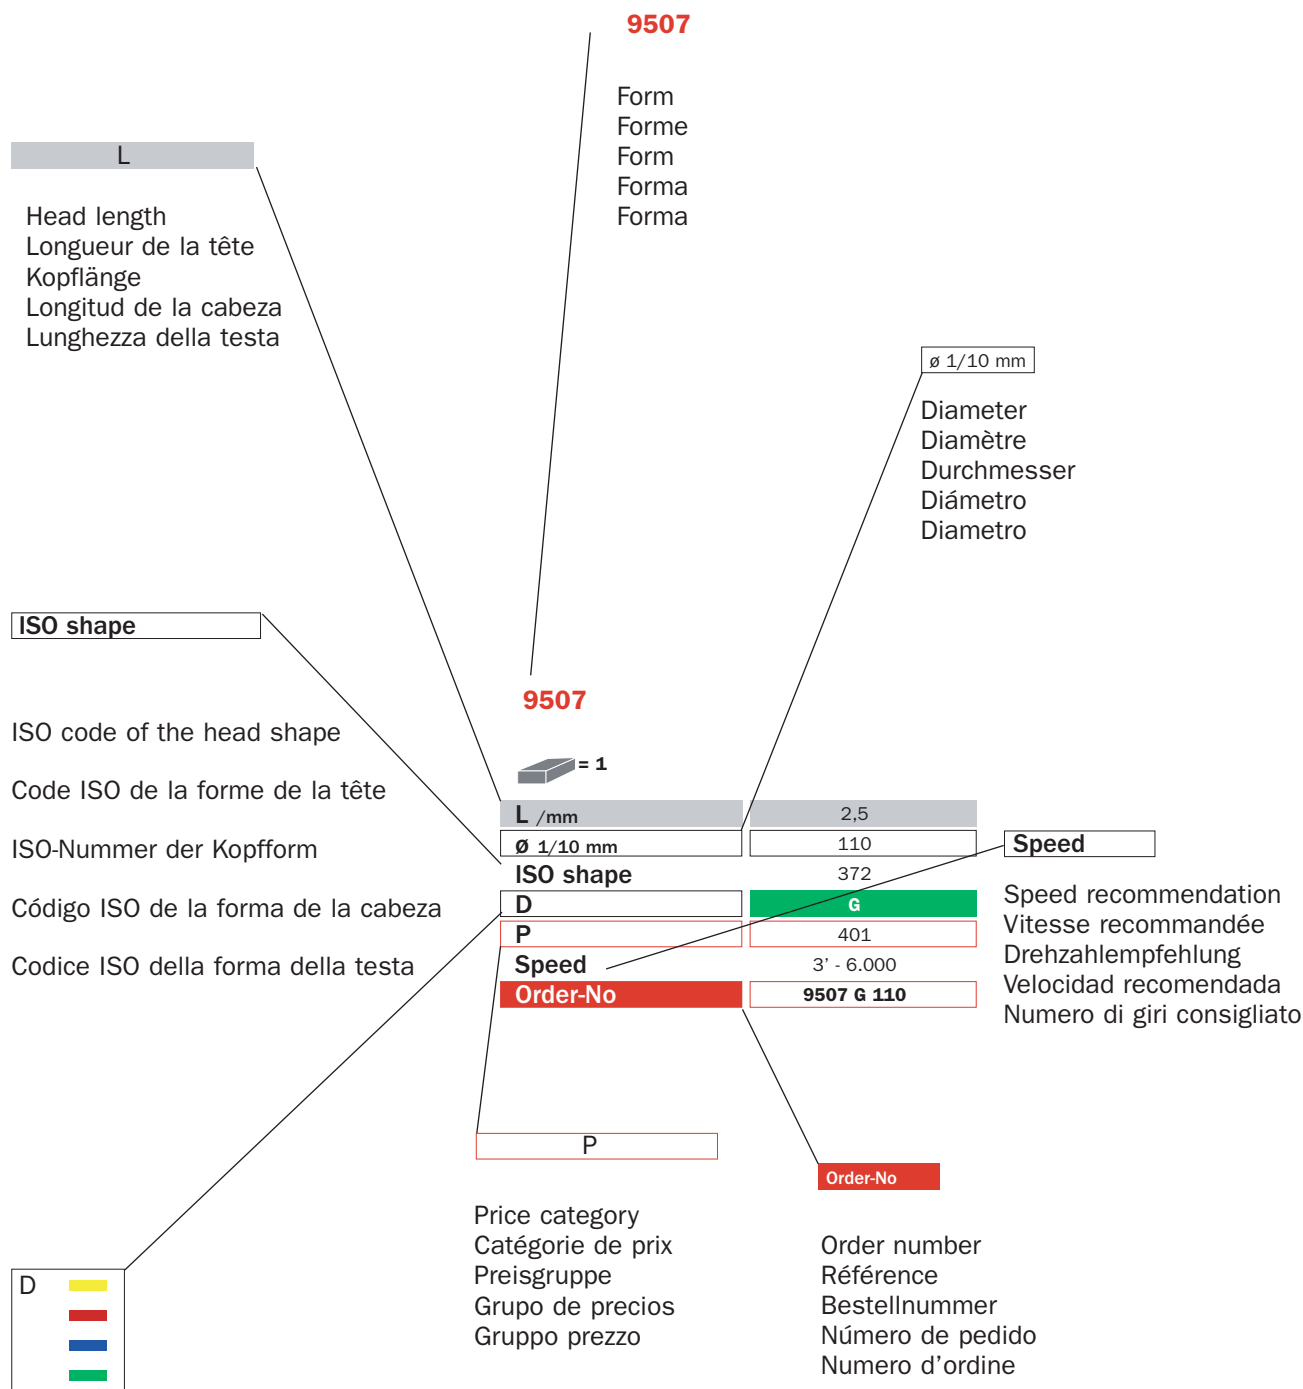 9507
Form
Forme
Form
Forma
Forma
L
Head length
Longueur de la tête
Kopflänge
Longitud de la cabeza
Lunghezza della testa
ø 1/10 mm
Diameter
Diamètre
Durchmesser
Diámetro
Diametro
ISO shape
ISO code of the head shape
Code ISO de la forme de la tête
ISO-Nummer der Kopfform
Código ISO de la forma de la cabeza
Codice ISO della forma della testa
9507
= 1
L /mm 2,5
Ø 1/10 mm 110
ISO shape 372
D G
P 401
Speed 3’ - 6.000
Order-No 9507 G 110
Speed
Speed recommendation
Vitesse recommandée
Drehzahlempfehlung
Velocidad recomendada
Numero di giri consigliato
P
Price category
Catégorie de prix
Preisgruppe
Grupo de precios
Gruppo prezzo
Order-No
Order number
Référence
Bestellnummer
Número de pedido
Numero d’ordine
D